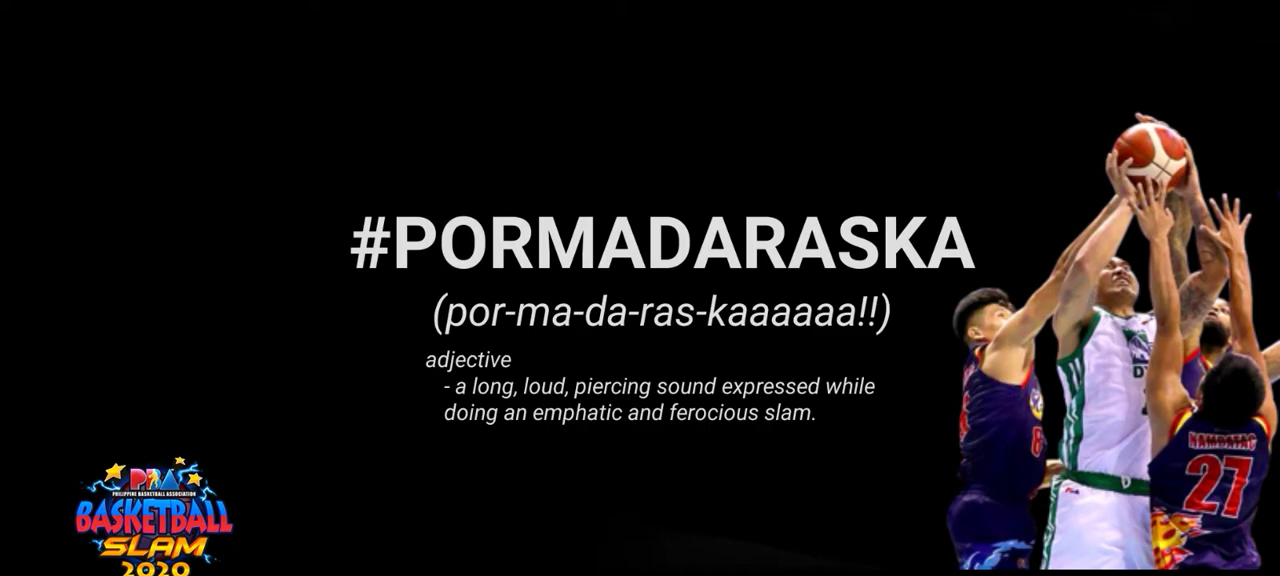 #PORMADARASKA
(por-ma-da-ras-kaaaaaa!!)
adjective
- a long, loud, piercing sound expressed while
doing an emphatic and ferocious slam.
PBA
PHILIPPINE BASKETBALL ASSOCIATION
BASKETBALL
SLAM
2020
NAMBATAC
27